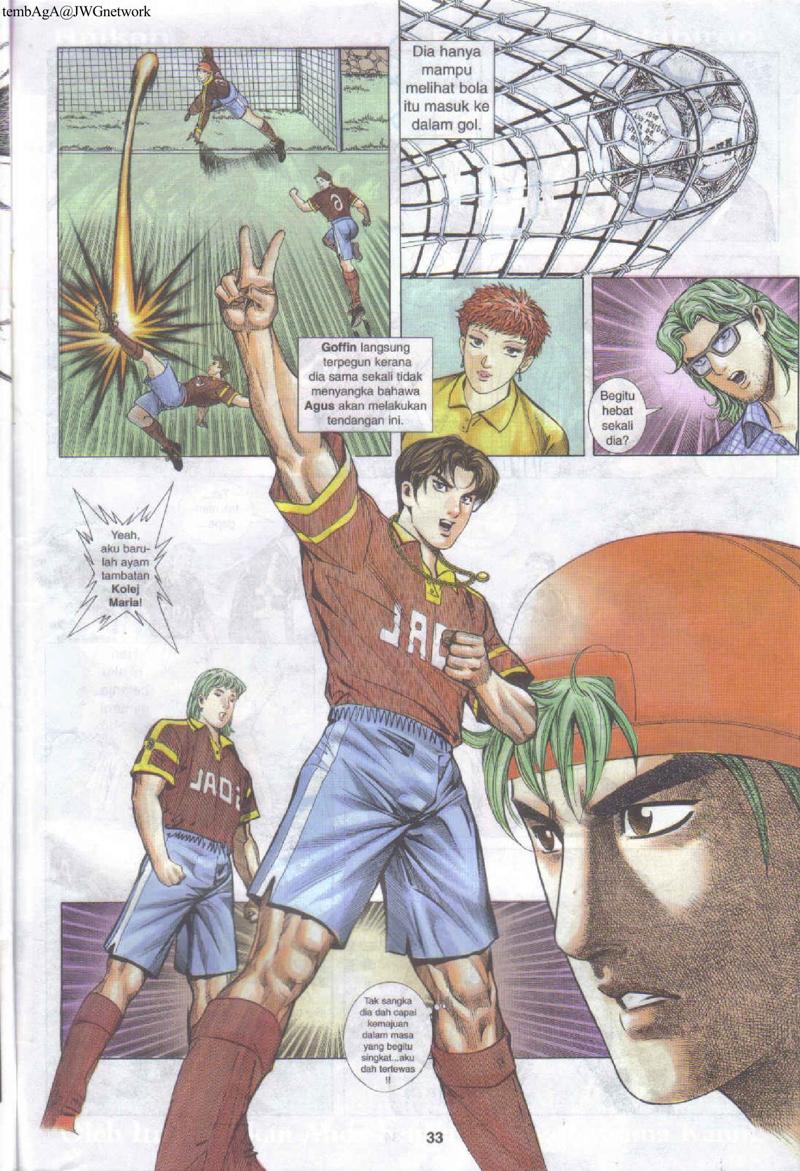 tembAgA@JWGnetwork
Dia hanya
mampu
melihat bola
itu masuk ke
dalam gol.
6
Goffin langsung
terpegun kerana
dia sama sekali tidak
menyangka bahawa
Agus akan melakukan
tendangan ini.
Begitu
hebat
sekali
dia?
Yeah,
aku baru-
lah ayam
tambatan
Kolej
Maria!
Tak sangka
dia dah capai
kemajuan
dalam masa
yang begitu
singkat...aku
dah tertewas
!!
33